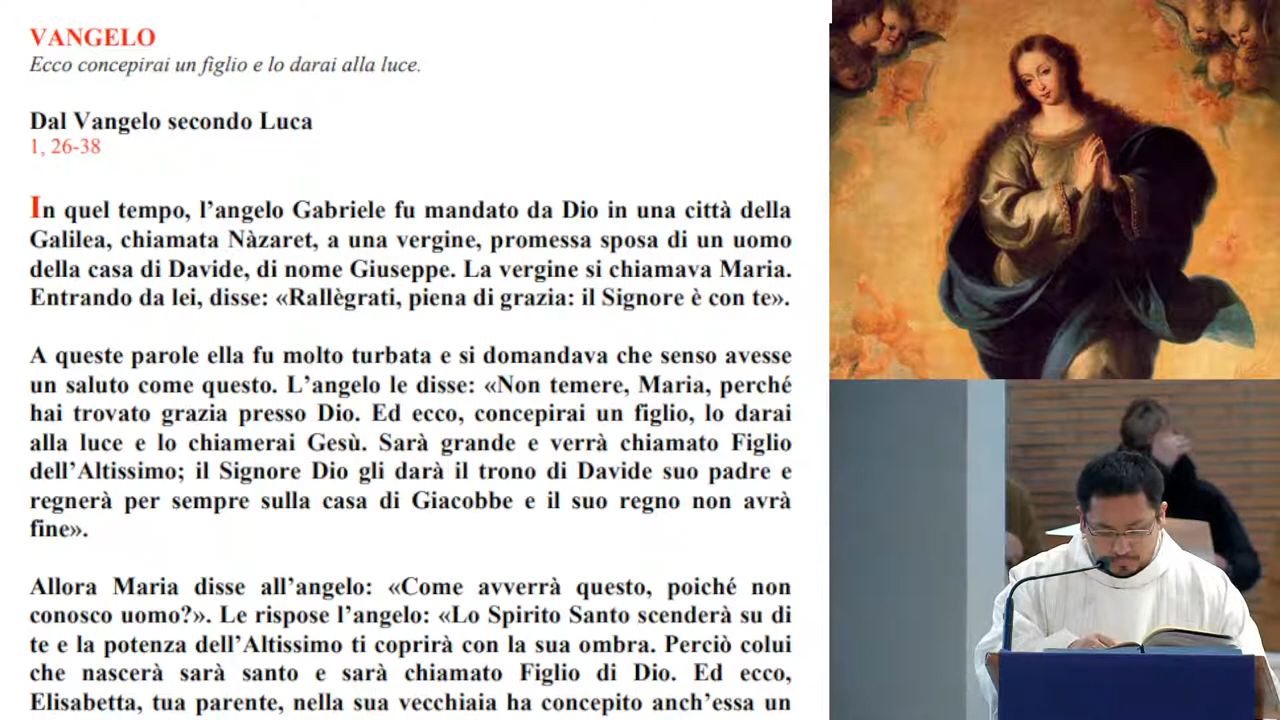 VANGELO
Ecco concepirai un figlio e lo darai alla luce.
Dal Vangelo secondo Luca
1, 26-38
In quel tempo, l’angelo Gabriele fu mandato da Dio in una città della
Galilea, chiamata Nàzaret, a una vergine, promessa sposa di un uomo
della casa di Davide, di nome Giuseppe. La vergine si chiamava Maria.
Entrando da lei, disse: «Rallègrati, piena di grazia: il Signore è con te».
A queste parole ella fu molto turbata e si domandava che senso avesse
un saluto come questo. L’angelo le disse: «Non temere, Maria, perché
hai trovato grazia presso Dio. Ed ecco, concepirai un figlio, lo darai
alla luce e lo chiamerai Gesù. Sarà grande e verrà chiamato Figlio
dell’Altissimo; il Signore Dio gli darà il trono di Davide suo padre e
regnerà per sempre sulla casa di Giacobbe e il suo regno non avrà
fine».
Allora Maria disse all’angelo: «Come avverrà questo, poiché non
conosco uomo?». Le rispose l’angelo: «Lo Spirito Santo scenderà su di
te e la potenza dell’Altissimo ti coprirà con la sua ombra. Perciò colui
che nascerà sarà santo e sarà chiamato Figlio di Dio. Ed ecco,
Elisabetta, tua parente, nella sua vecchiaia ha concepito anch’essa un